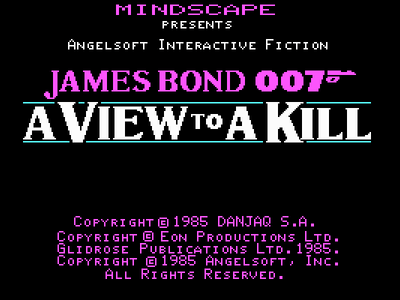 MINDSCAPE
PRESENTS
ANGELSOFT INTERACTIVE FICTION
JAMES BOND 007
A VIEW TO A KILL
COPYRIGHT © 1985 DANJAQ S.A.
COPYRIGHT © EON PRODUCTIONS LTD.
GLIDROSE PUBLICATIONS LTD. 1985.
COPYRIGHT © 1985 ANGELSOFT, INC.
ALL RIGHTS RESERVED.